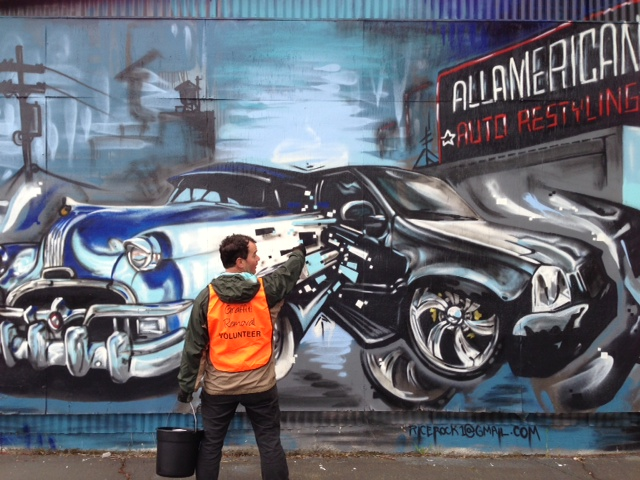 ALLAMERICAN
AUTO RESTYLING
Graffiti
Removal
VOLUNTEER
RICEROCK1@GMAIL.COM